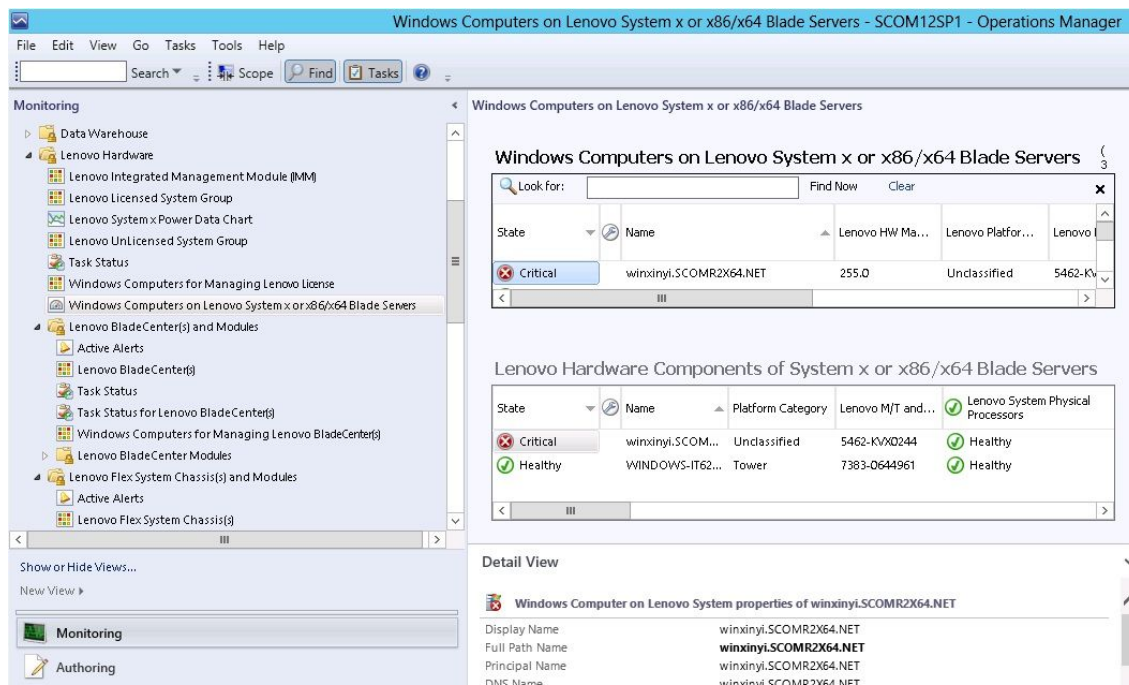 Windows Computers on Lenovo System x or x86/x64 Blade Servers - SCOM12SP1 - Operations Manager
File Edit View Go Tasks Tools Help
Search Scope Find Tasks
Monitoring
Data Warehouse
Lenovo Hardware
Lenovo Integrated Management Module (IMM)
Lenovo Licensed System Group
Lenovo System x Power Data Chart
Lenovo UnLicensed System Group
Task Status
Windows Computers for Managing Lenovo License
Windows Computers on Lenovo System x or x86/x64 Blade Servers
Lenovo BladeCenter(s) and Modules
Active Alerts
Lenovo BladeCenter(s)
Task Status
Task Status for Lenovo BladeCenter(s)
Windows Computers for Managing Lenovo BladeCenter(s)
Lenovo BladeCenter Modules
Lenovo Flex System Chassis(s) and Modules
Active Alerts
Lenovo Flex System Chassis(s)
Show or Hide Views...
New View
Monitoring
Authoring
Windows Computers on Lenovo System x or x86/x64 Blade Servers
Windows Computers on Lenovo System x or x86/x64 Blade Servers (3
Look for: Find Now Clear
State Name Lenovo HW Ma... Lenovo Platfor... Lenovo
Critical winxinyi.SCOMR2X64.NET 255.0 Unclassified 5462-KV
Lenovo Hardware Components of System x or x86/x64 Blade Servers
State Name Platform Category Lenovo M/T and... Lenovo System Physical
Processors
Critical winxinyi.SCOM... Unclassified 5462-KVX0244 Healthy
Healthy WINDOWS-IT62... Tower 7383-0644961 Healthy
Detail View
Windows Computer on Lenovo System properties of winxinyi.SCOMR2X64.NET
Display Name winxinyi.SCOMR2X64.NET
Full Path Name winxinyi.SCOMR2X64.NET
Principal Name winxinyi.SCOMR2X64.NET
DNS Name winxinyi.SCOMR2X64.NET